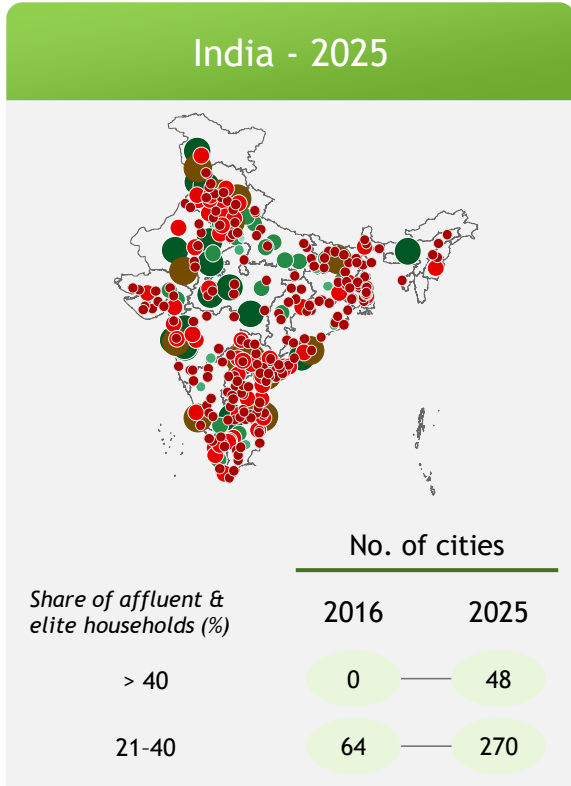 India - 2025
No. of cities
Share of affluent &
elite households (%)
2016 2025
> 40 0 48
21-40 64 270